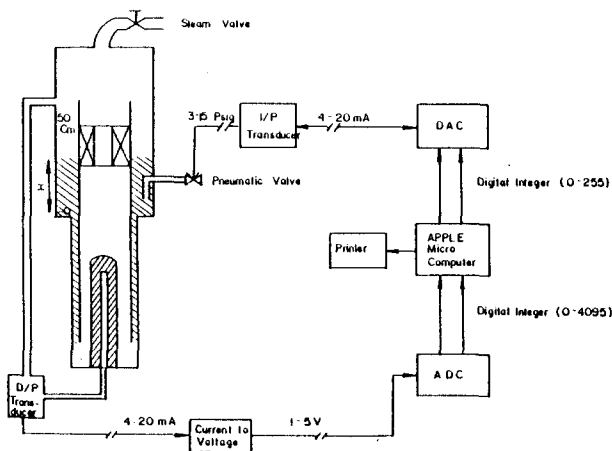 Steam Valve
50
Cm
3-15 Psig
I/P
Transducer
4-20 mA
DAC
H
Pneumatic Valve
Digital Integer (0-255)
Printer
APPLE
Micro
Computer
Digital Integer (0-4095)
O
D/P
Trans-
ducer
4-20 mA
Current to
Voltage
1-5V
ADC